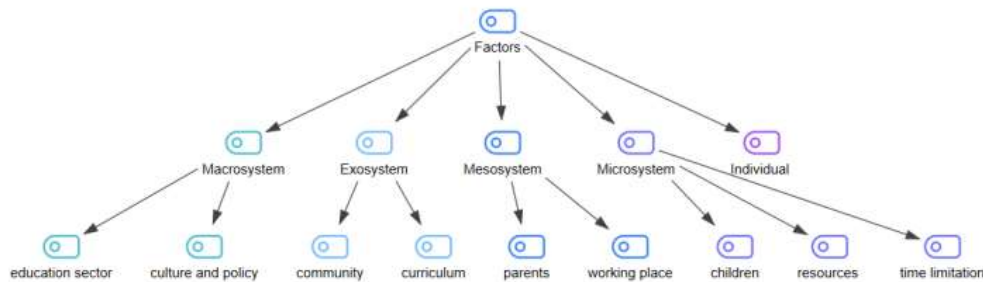 Factors
Macrosystem
Exosystem
Mesosystem
Microsystem
Individual
education sector
culture and policy
community
curriculum
parents
working place
children
resources
time limitation